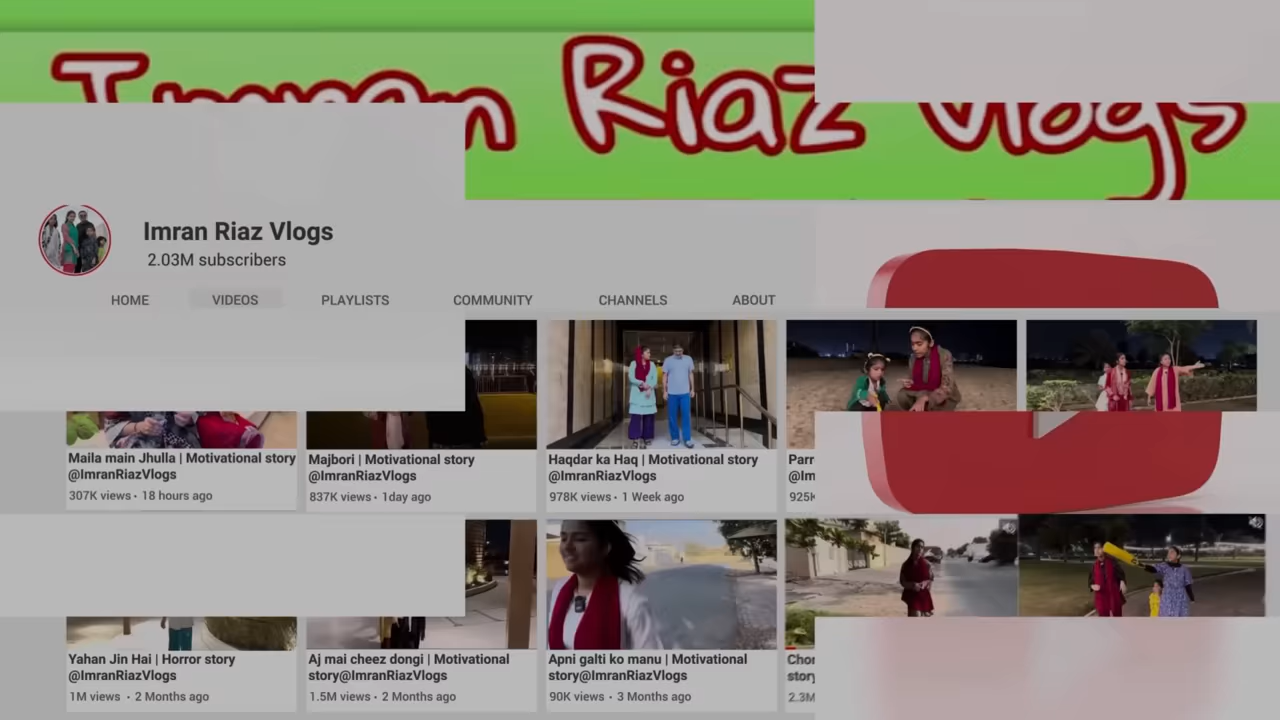 Imran Riaz Vlogs
Imran Riaz Vlogs
2.03M subscribers
HOME VIDEOS PLAYLISTS COMMUNITY CHANNELS ABOUT
Maila main Jhulla | Motivational story
@ImranRiazVlogs
307K views • 18 hours ago
Majbori | Motivational story
@ImranRiazVlogs
837K views • 1day ago
Haqdar ka Haq | Motivational story
@ImranRiazVlogs
978K views • 1 Week ago
925K
Yahan Jin Hai | Horror story
@ImranRiazVlogs
1M views • 2 Months ago
Aj mai cheez dongi | Motivational
story@ImranRiazVlogs
1.5M views • 2 Months ago
Apni galti ko manu | Motivational
story@ImranRiazVlogs
90K views • 3 Months ago
story
2.3M